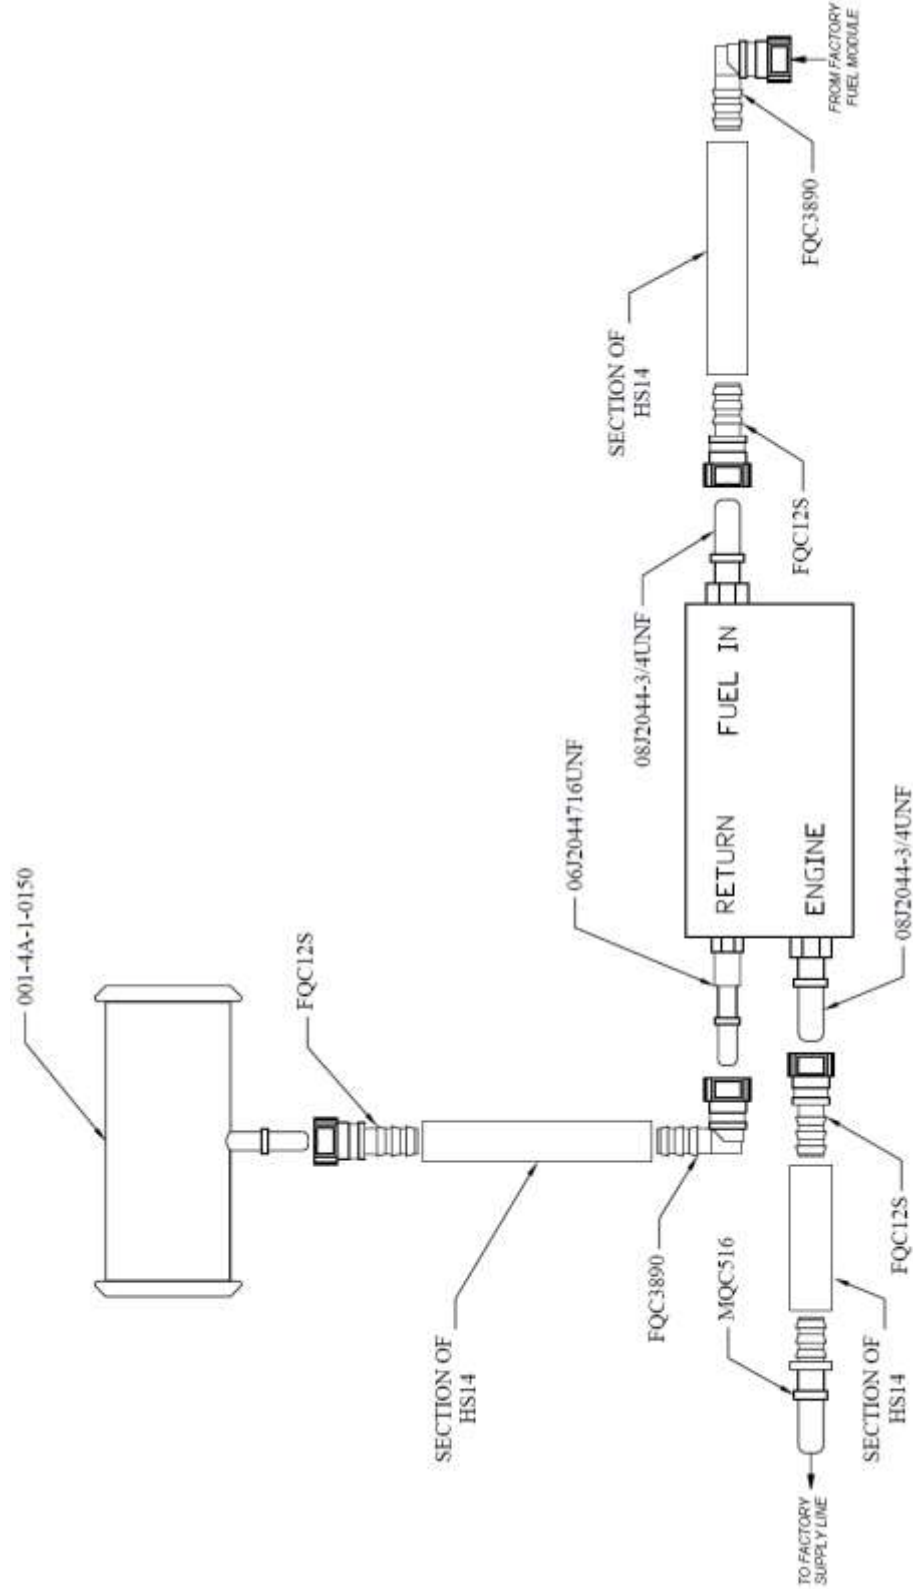 001-4A-1-0150
FQC12S
SECTION OF
HS14
FQC3890
MQC516
TO FACTORY
SUPPLY LINE
SECTION OF
HS14
FQC12S
08J2044-3/4UNF
06J2044716UNF
RETURN
FUEL IN
ENGINE
08J2044-3/4UNF
FQC12S
SECTION OF
HS14
FQC3890
FROM FACTORY
FUEL MODULE